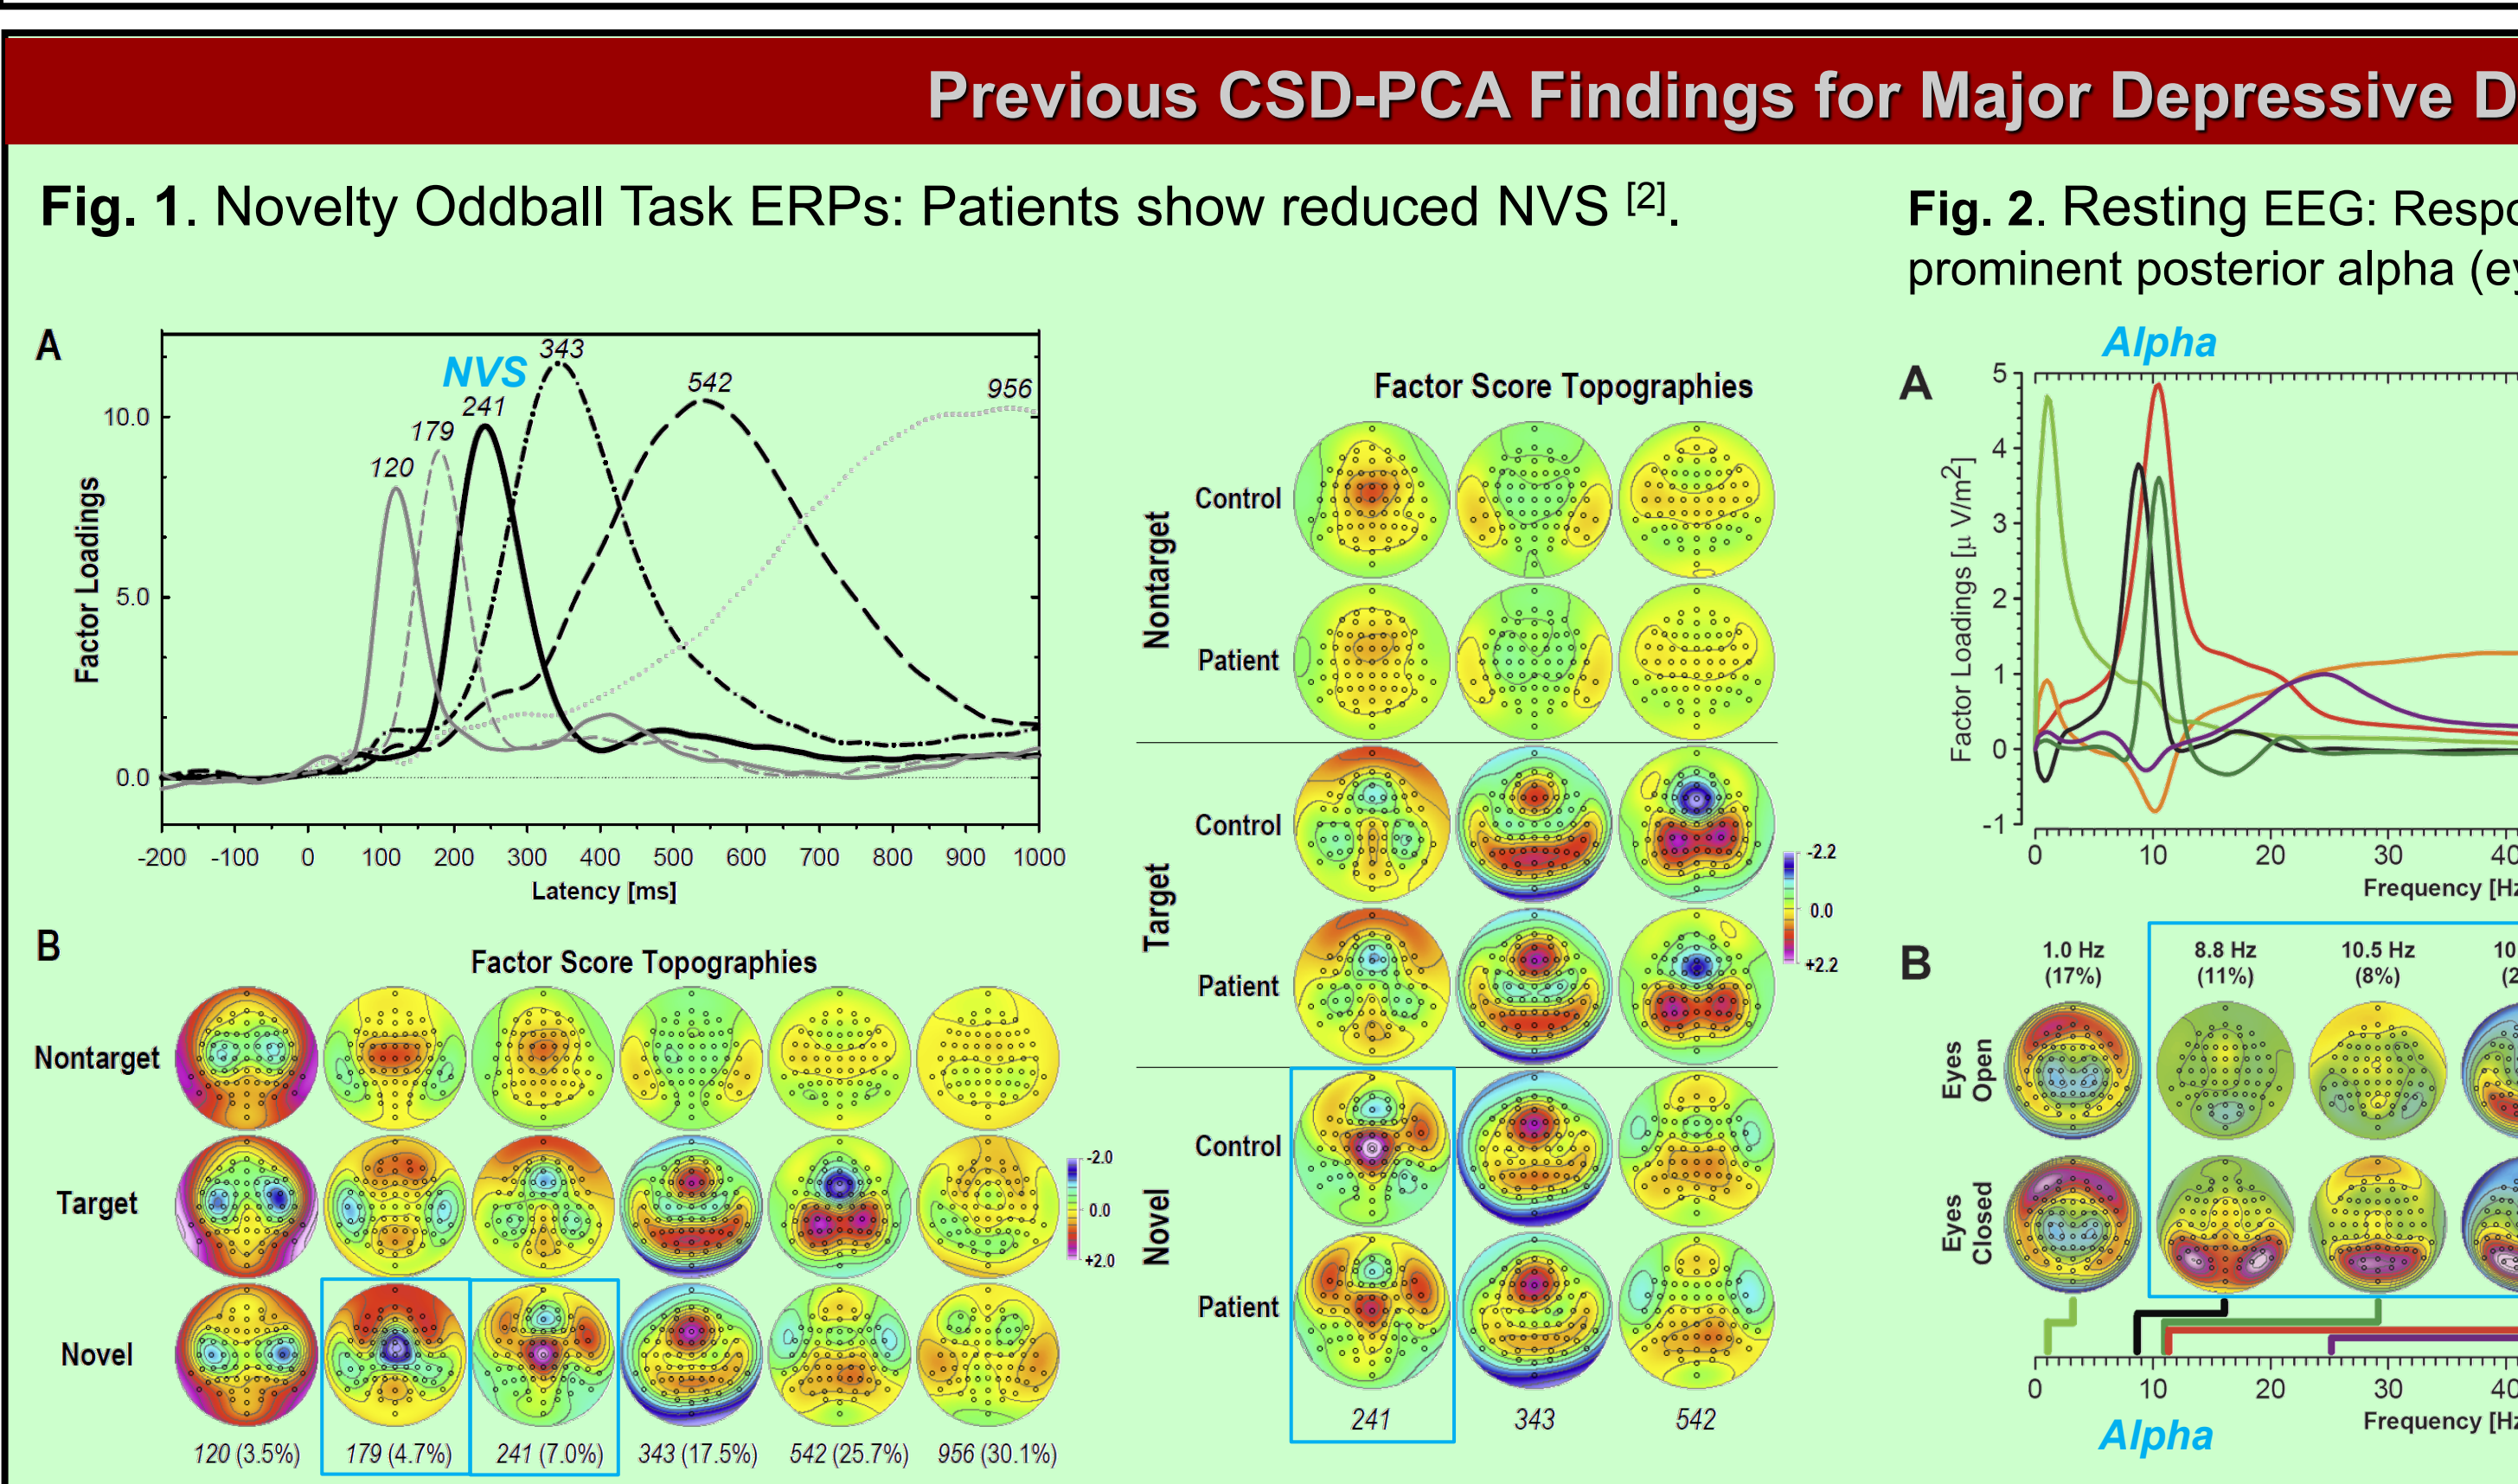 Previous CSD-PCA Findings for Major Depressive D
Fig. 1. Novelty Oddball Task ERPs: Patients show reduced NVS [2].
A
NVS
343
241
179
120
542
956
10.0
5.0
0.0
Factor Loadings
-200 -100 0 100 200 300 400 500 600 700 800 900 1000
Latency [ms]
B
Factor Score Topographies
Nontarget
Target
Novel
-2.0
0.0
+2.0
120 (3.5%) 179 (4.7%) 241 (7.0%) 343 (17.5%) 542 (25.7%) 956 (30.1%)
Factor Score Topographies
Nontarget
Control
Patient
Target
Control
Patient
Novel
Control
Patient
-2.2
0.0
+2.2
241 343 542
Fig. 2. Resting EEG: Respo
prominent posterior alpha (ey
A
Alpha
5
4
3
2
1
0
-1
Factor Loadings [µ V/m2]
0 10 20 30 40
Frequency [Hz
B
1.0 Hz 8.8 Hz 10.5 Hz 10
(17%) (11%) (8%) (2
Eyes
Open
Eyes
Closed
0 10 20 30 40
Frequency [Hz
Alpha